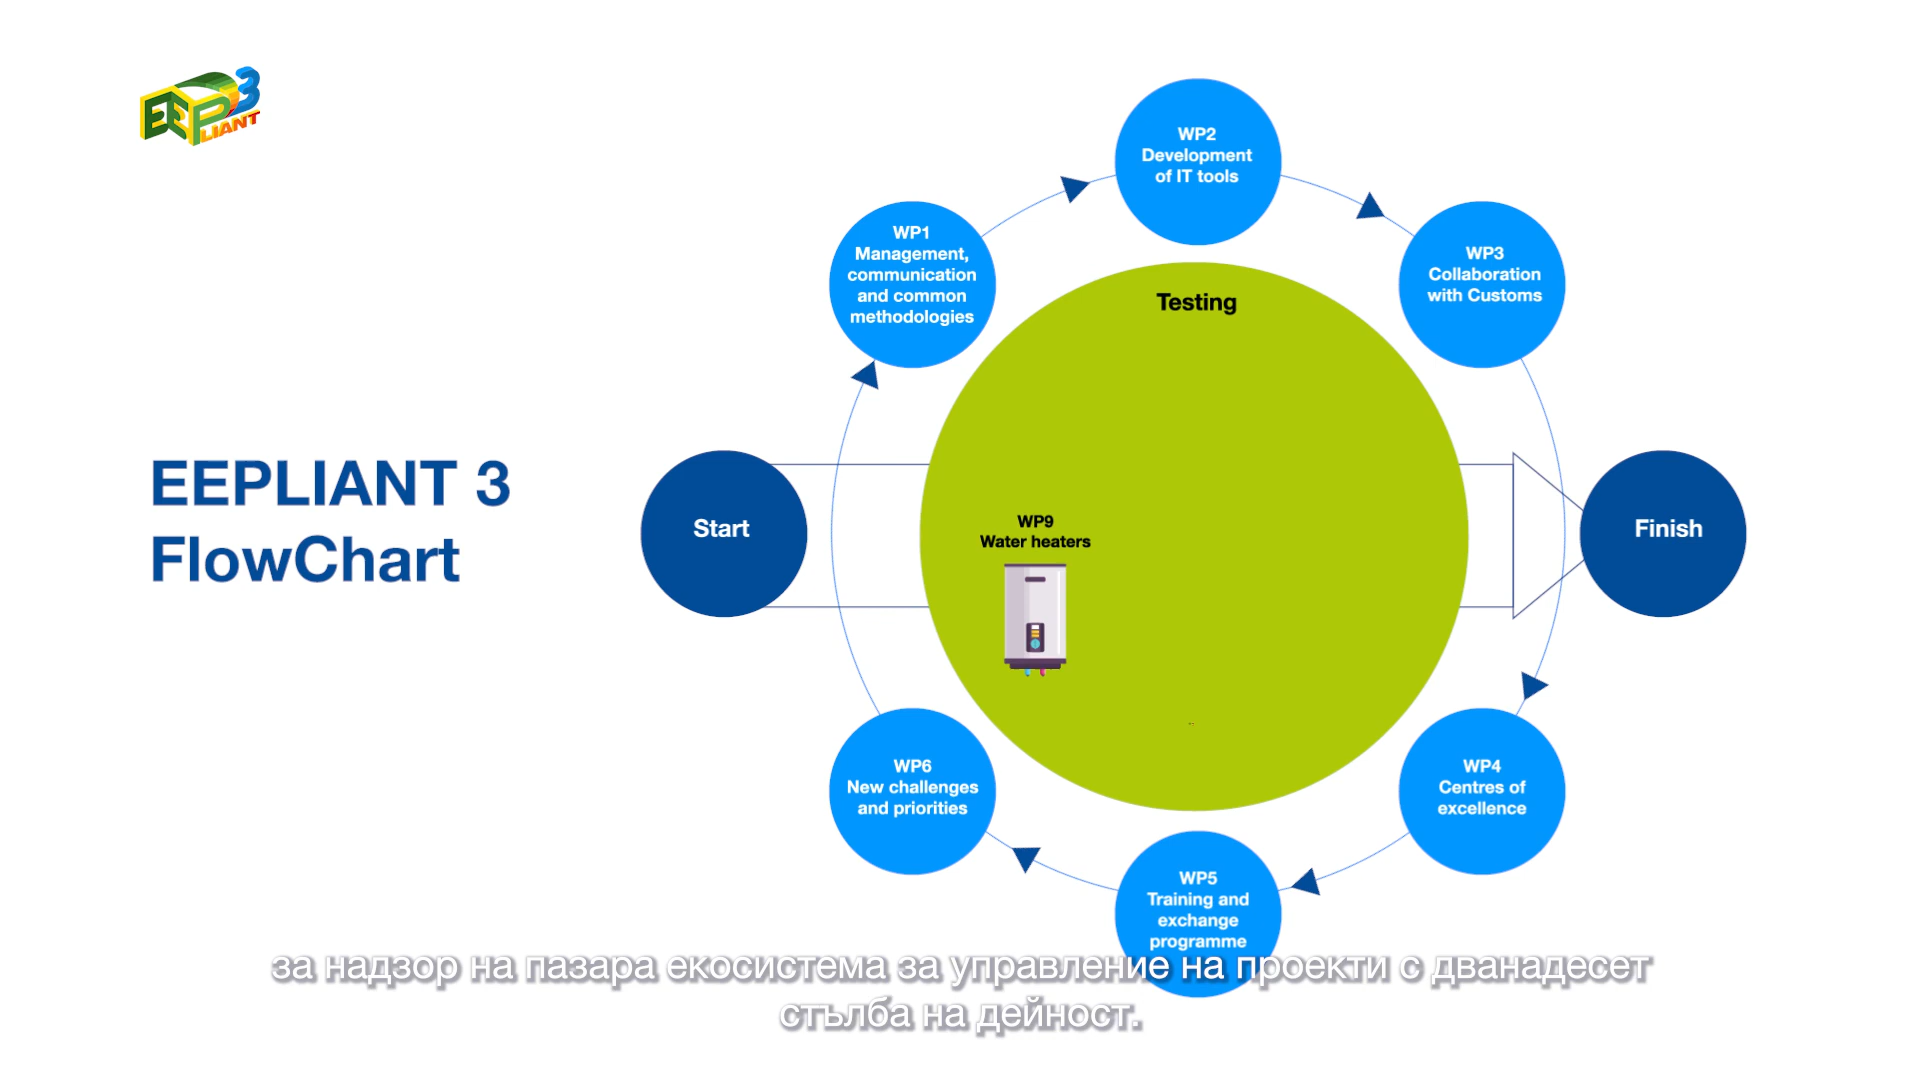 EEP3
LIANT
EEPLIANT 3
FlowChart
Start
WP1
Management,
communication
and common
methodologies
WP2
Development
of IT tools
WP3
Collaboration
with Customs
Testing
WP9
Water heaters
Finish
WP4
Centres of
excellence
WP5
Training and
exchange
programme
WP6
New challenges
and priorities
за надзор на пазара екосистема за управление на проекти с дванадесет
стълба на дейност.